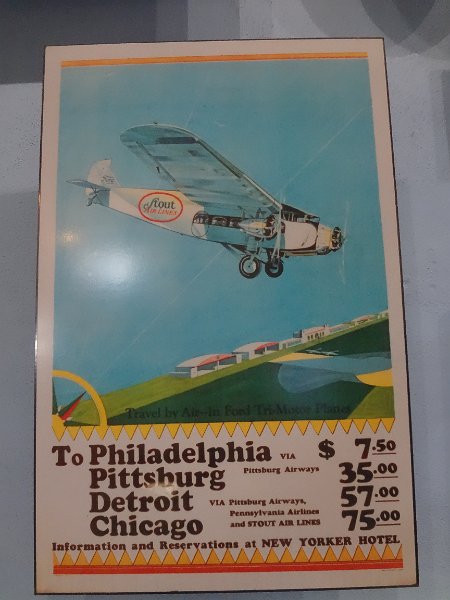 Stout
AIR LINES
Travel by Air-In Ford Tri-Motor Planes
To Philadelphia VIA $ 7.50
Pittsburg Pittsburg Airways 35.00
Detroit VIA Pittsburg Airways, 57.00
Pennsylvania Airlines
Chicago and STOUT AIR LINES 75.00
Information and Reservations at NEW YORKER HOTEL